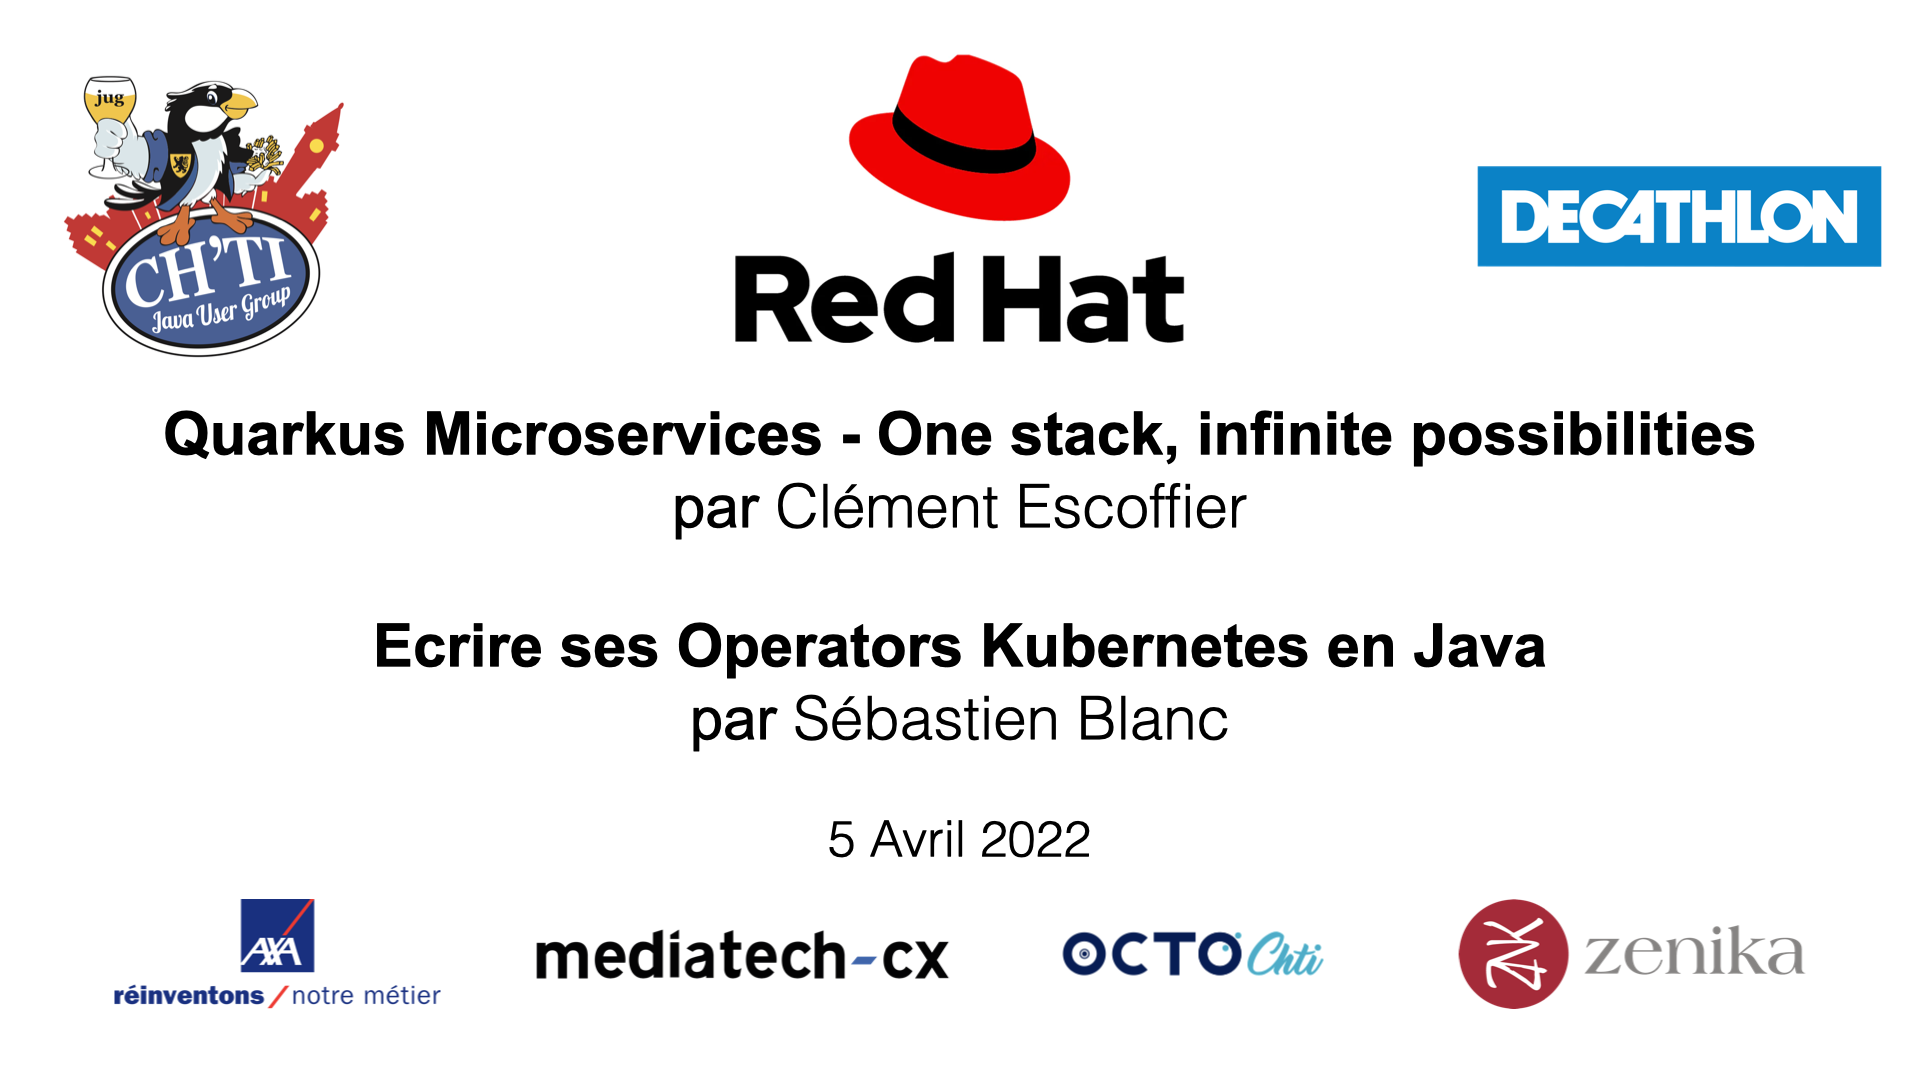 jug
CH'TI
Java User Group
Red Hat
DECATHLON
Quarkus Microservices - One stack, infinite possibilities
par Clément Escoffier
Ecrire ses Operators Kubernetes en Java
par Sébastien Blanc
5 Avril 2022
AXA
réinventons / notre métier
mediatech-cx
OCTO Chti
zenika